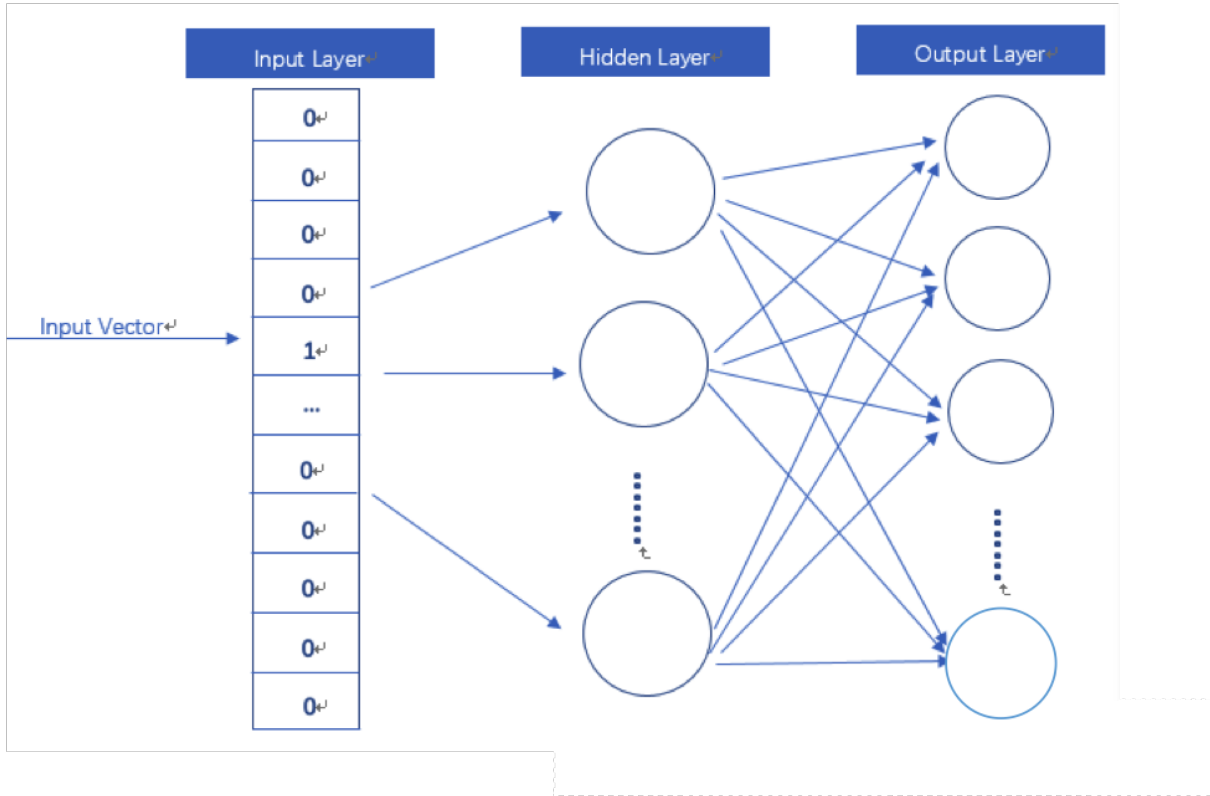 Input Layer↵
Hidden Layer↵
Output Layer↵
0↵
0↵
0↵
0↵
Input Vector↵
1↵
...
0↵
0↵
0↵
0↵
0↵